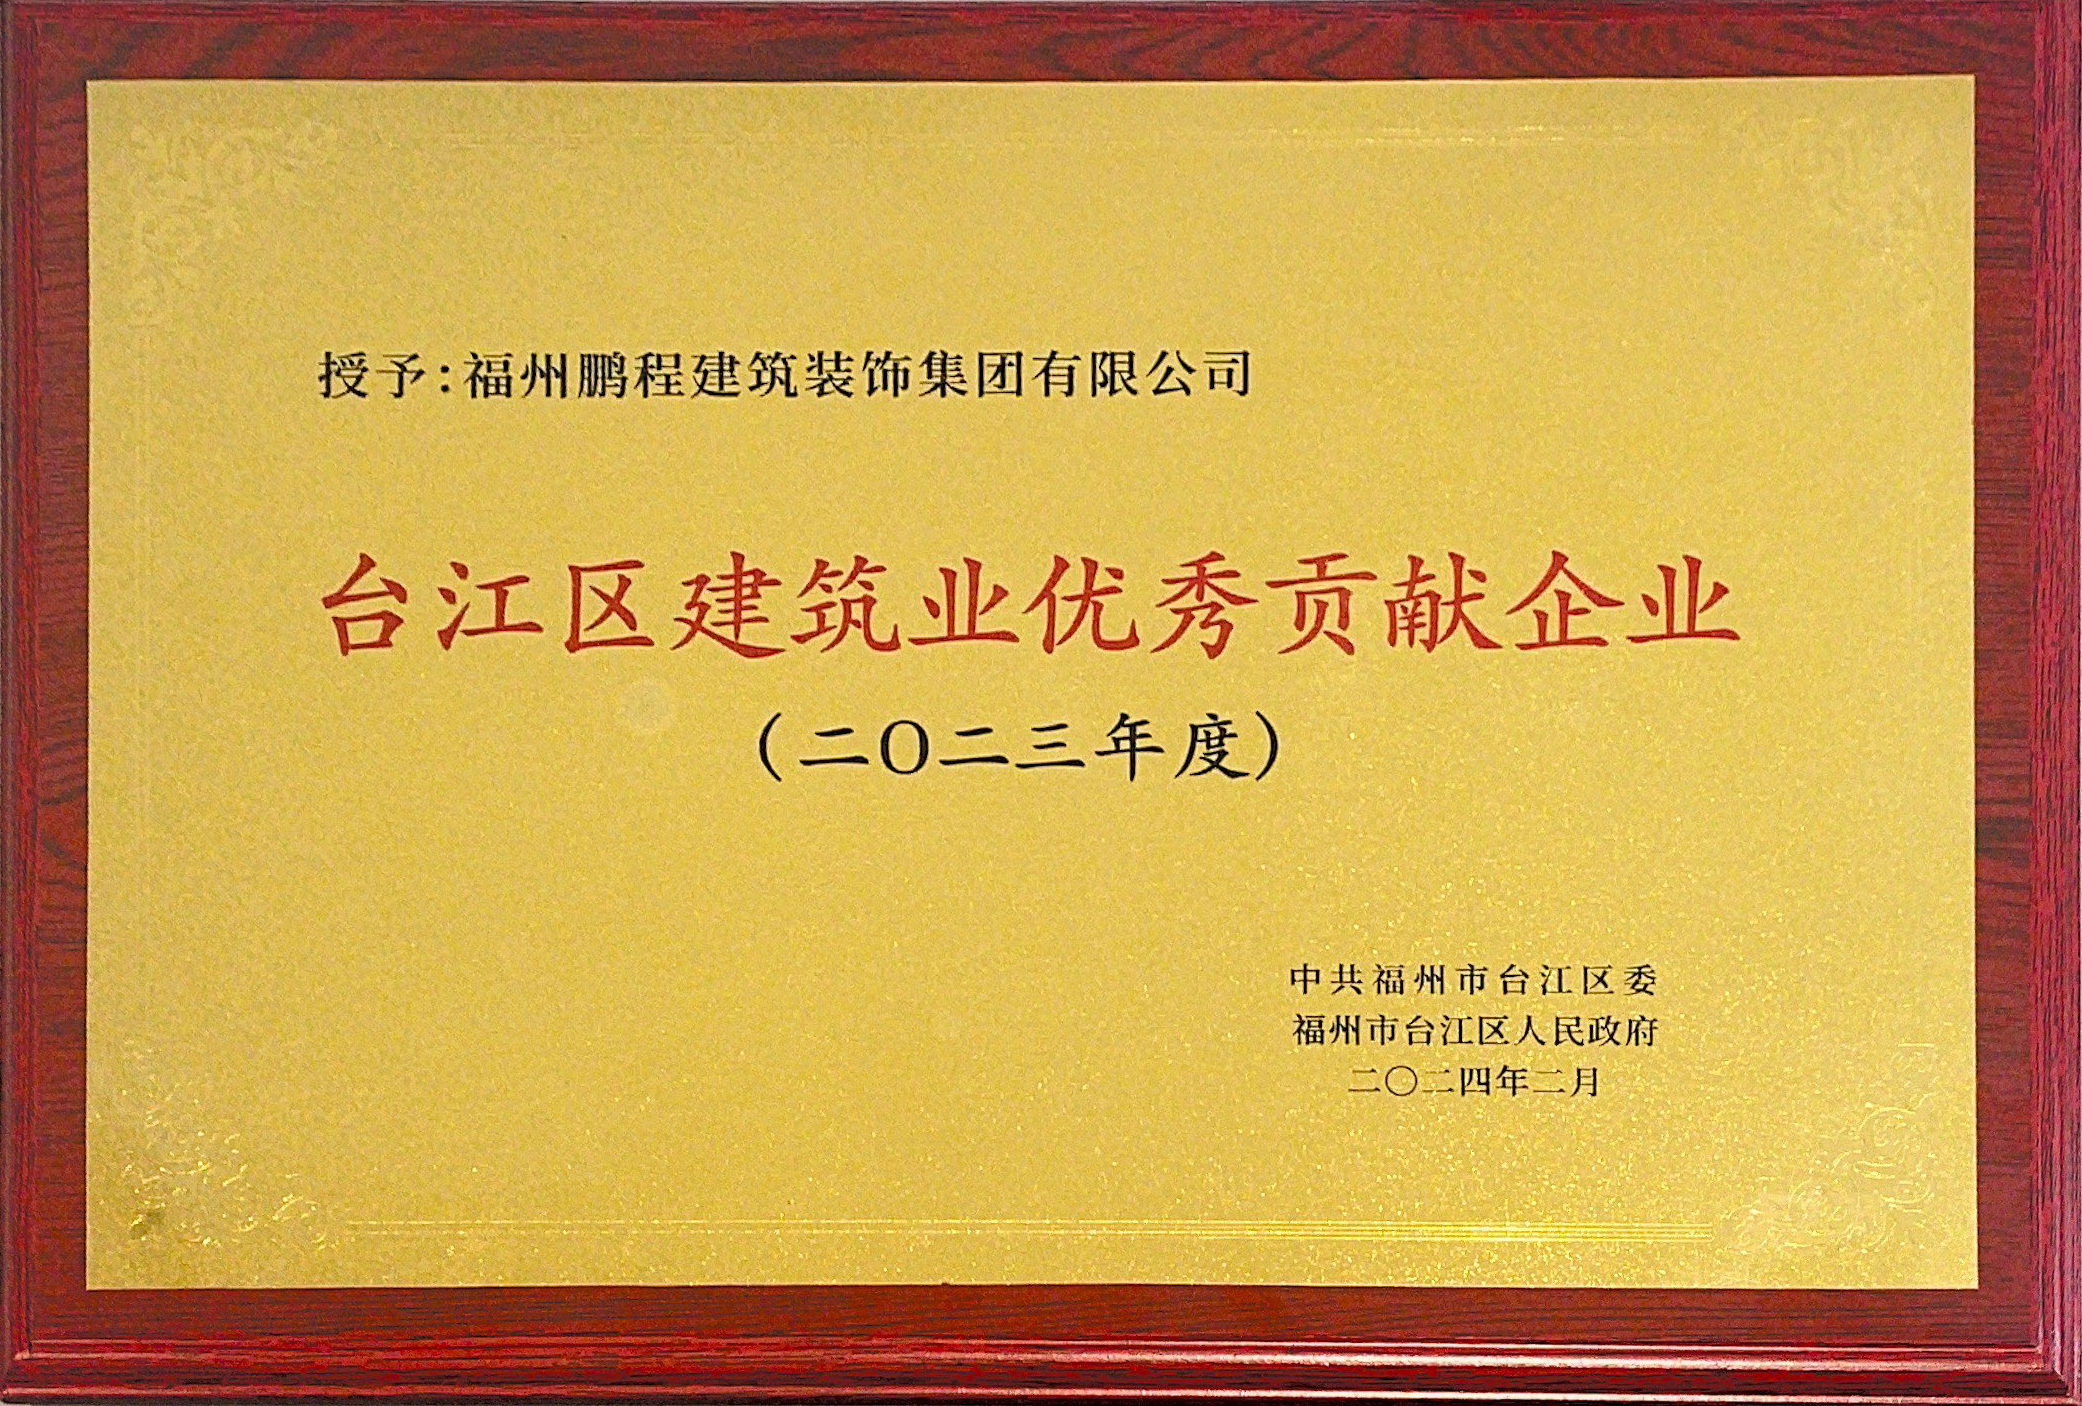 授予：福州鹏程建筑装饰集团有限公司
台江区建筑业优秀贡献企业
（二〇二三年度）
中共福州市台江区委
福州市台江区人民政府
二〇二四年二月